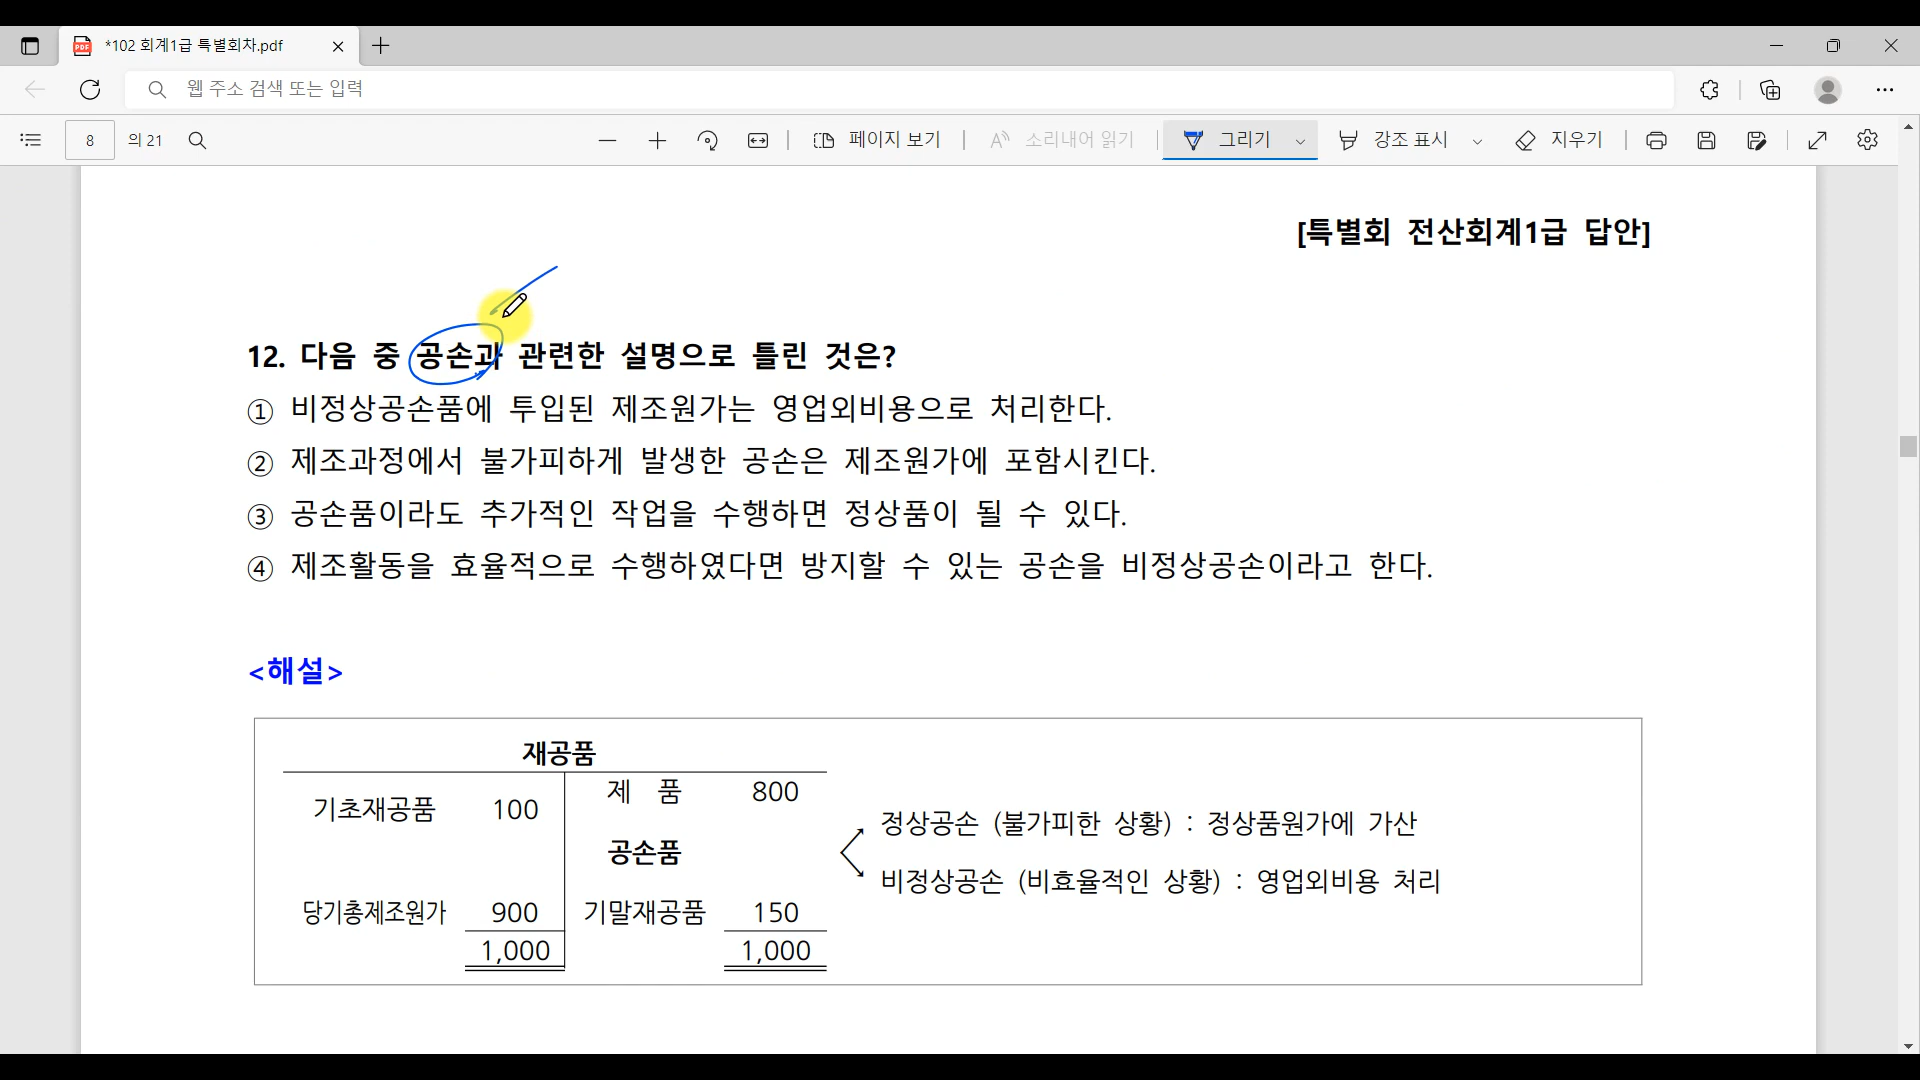 *102 회계1급 특별회차.pdf
웹 주소 검색 또는 입력
8 의 21 페이지 보기 소리내어 읽기 그리기 강조 표시 지우기
[특별회 전산회계1급 답안]
12. 다음 중 공손과 관련한 설명으로 틀린 것은?
① 비정상공손품에 투입된 제조원가는 영업외비용으로 처리한다.
② 제조과정에서 불가피하게 발생한 공손은 제조원가에 포함시킨다.
③ 공손품이라도 추가적인 작업을 수행하면 정상품이 될 수 있다.
④ 제조활동을 효율적으로 수행하였다면 방지할 수 있는 공손을 비정상공손이라고 한다.
<해설>
재공품
기초재공품 100 제 품 800
정상공손 (불가피한 상황) : 정상품원가에 가산
공손품
비정상공손 (비효율적인 상황) : 영업외비용 처리
당기총제조원가 900 기말재공품 150
1,000 1,000